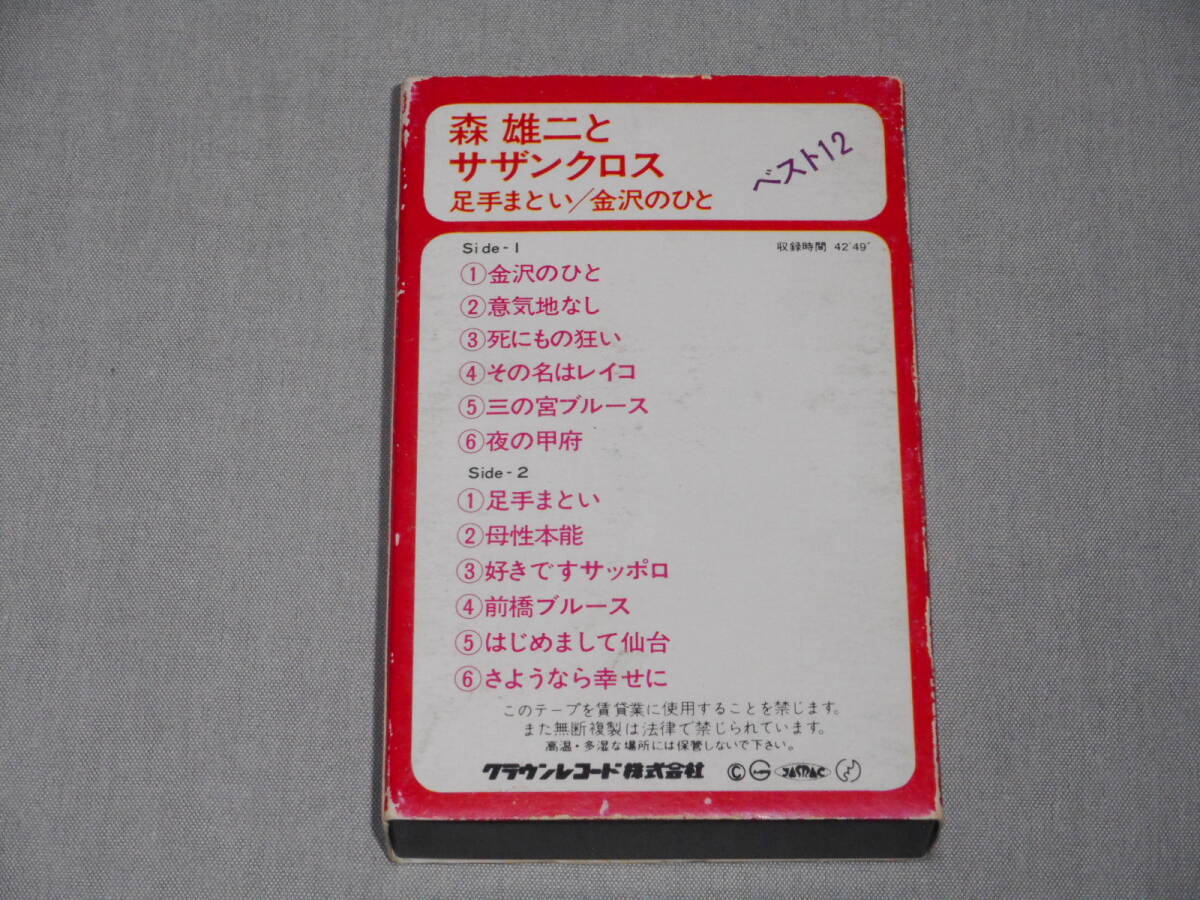 森 雄二と
サザンクロス
足手まとい/金沢のひと
ベスト12
Side-1
収録時間 42'49"
①金沢のひと
②意気地なし
③死にもの狂い
④その名はレイコ
⑤三の宮ブルース
⑥夜の甲府
Side-2
①足手まとい
②母性本能
③好きですサッポロ
④前橋ブルース
⑤はじめまして仙台
⑥さようなら幸せに
このテープを賃貸業に使用することを禁じます。
また無断複製は法律で禁じられています。
高温・多湿な場所には保管しないで下さい。
クラウンレコード株式会社 © JASRAC